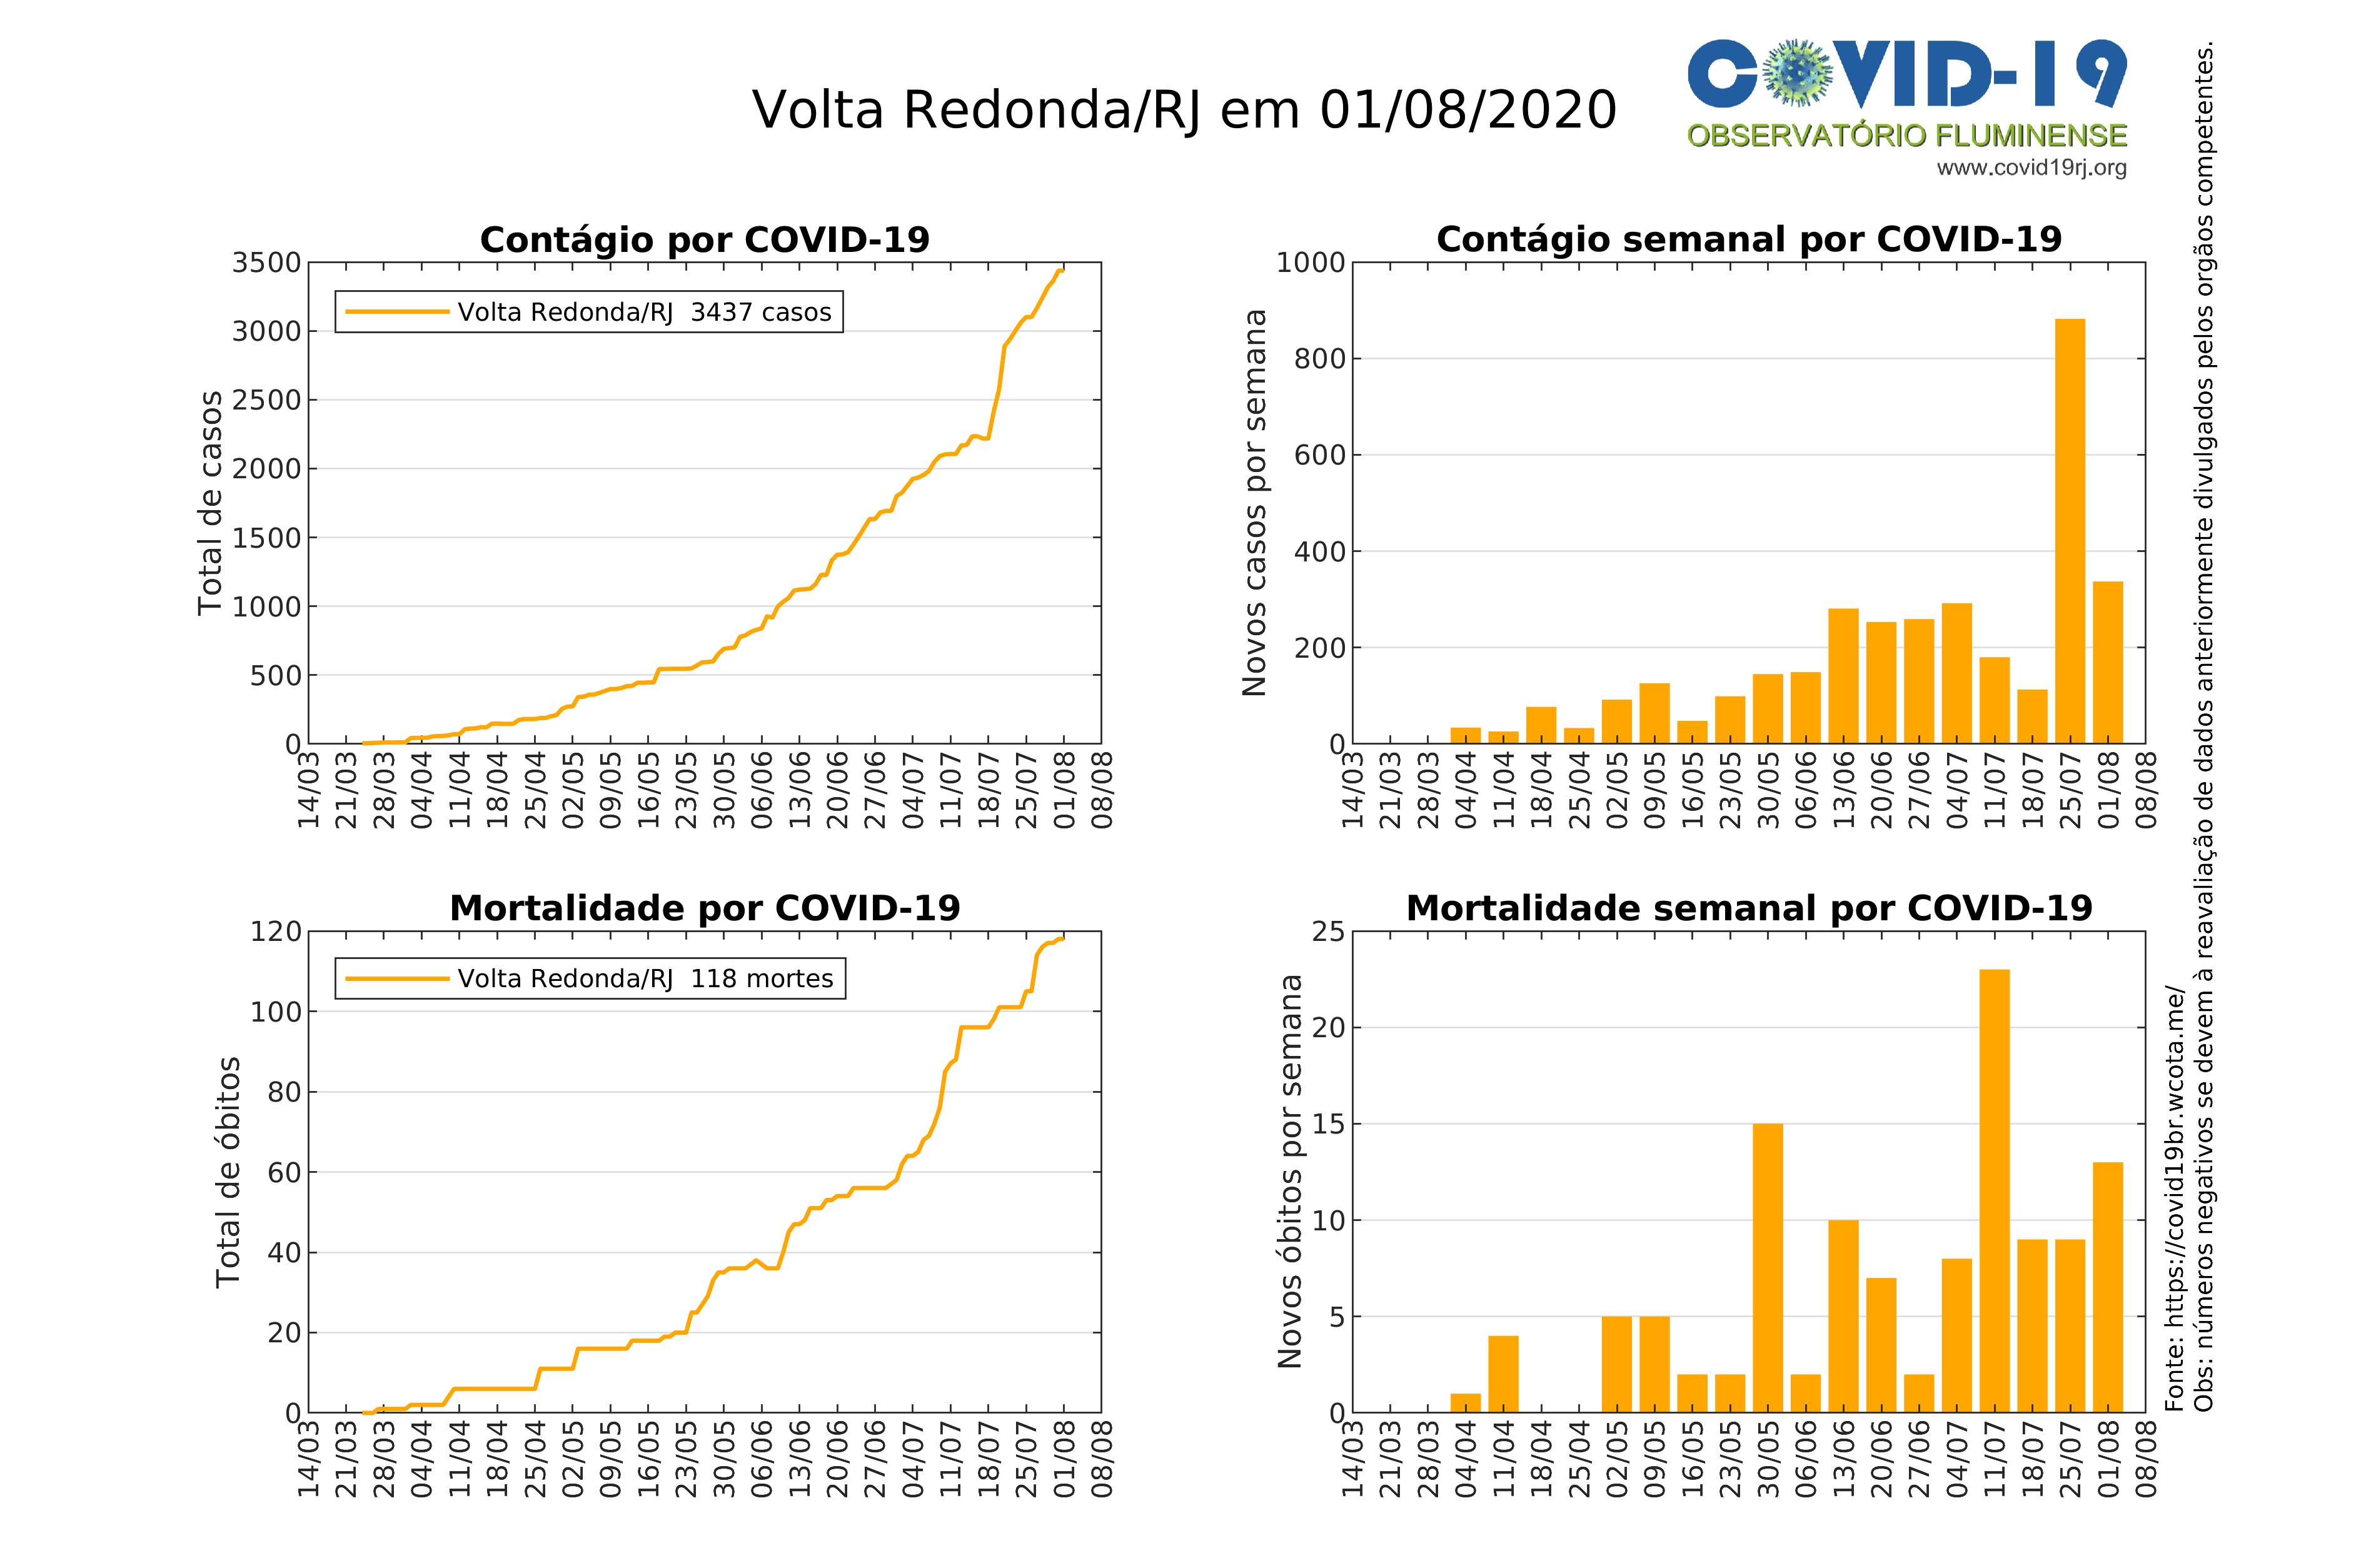 Volta Redonda/RJ em 01/08/2020
COVID-19
OBSERVATÓRIO FLUMINENSE
www.covid19rj.org
Contágio por COVID-19
Total de casos
3500
3000
2500
2000
1500
1000
500
0
Volta Redonda/RJ 3437 casos
14/03 21/03 28/03 04/04 11/04 18/04 25/04 02/05 09/05 16/05 23/05 30/05 06/06 13/06 20/06 27/06 04/07 11/07 18/07 25/07 01/08 08/08
Contágio semanal por COVID-19
Novos casos por semana
1000
800
600
400
200
0
14/03 21/03 28/03 04/04 11/04 18/04 25/04 02/05 09/05 16/05 23/05 30/05 06/06 13/06 20/06 27/06 04/07 11/07 18/07 25/07 01/08 08/08
Mortalidade por COVID-19
Total de óbitos
120
100
80
60
40
20
0
Volta Redonda/RJ 118 mortes
14/03 21/03 28/03 04/04 11/04 18/04 25/04 02/05 09/05 16/05 23/05 30/05 06/06 13/06 20/06 27/06 04/07 11/07 18/07 25/07 01/08 08/08
Mortalidade semanal por COVID-19
Novos óbitos por semana
25
20
15
10
5
0
14/03 21/03 28/03 04/04 11/04 18/04 25/04 02/05 09/05 16/05 23/05 30/05 06/06 13/06 20/06 27/06 04/07 11/07 18/07 25/07 01/08 08/08
Fonte: https://covid19br.wcota.me/
Obs: números negativos se devem à reavaliação de dados anteriormente divulgados pelos orgãos competentes.